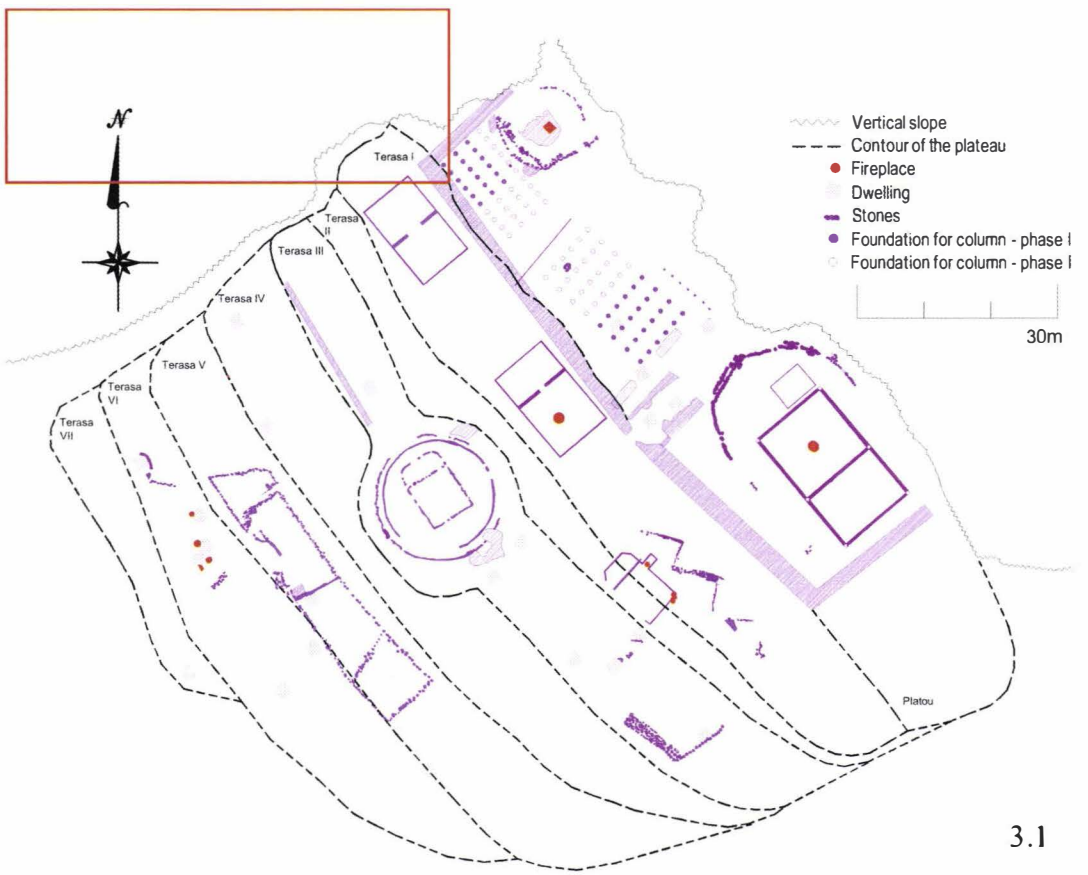 N
Vertical slope
Contour of the plateau
Fireplace
Dwelling
Stones
Foundation for column - phase I
Foundation for column - phase I
30m
Terasa I
Terasa
II
Terasa III
Terasa IV
Terasa V
Terasa
VI
Terasa
VII
Platou
3.1